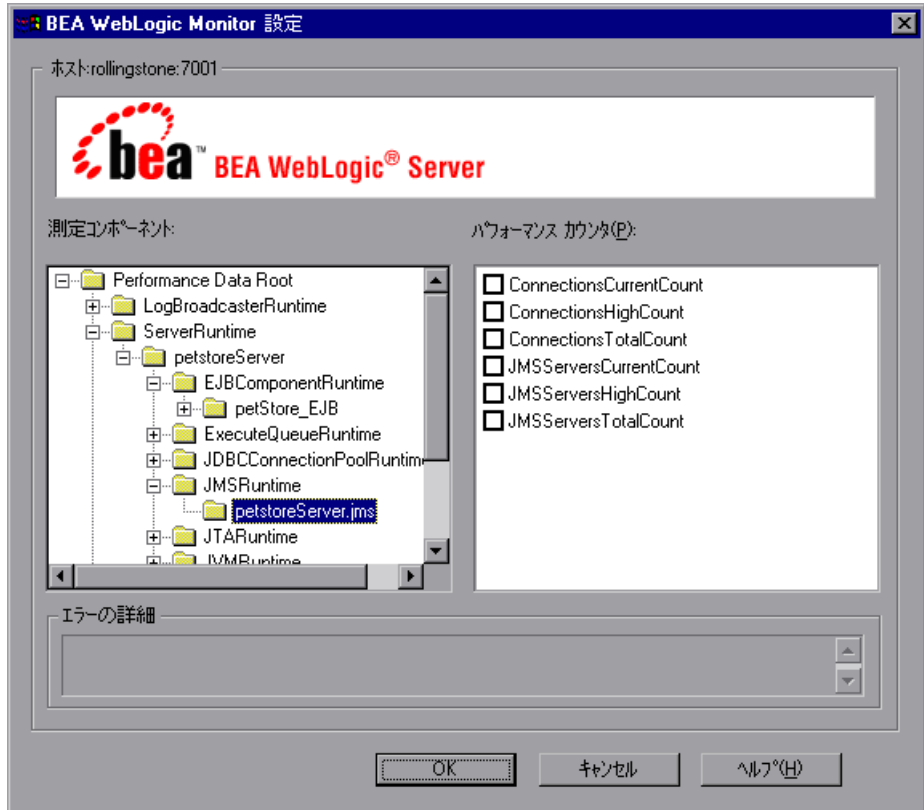 BEA WebLogic Monitor 設定
ホスト:rollingstone:7001
bea™ BEA WebLogic® Server
測定コンポーネント:
パフォーマンス カウンタ(P):
Performance Data Root
LogBroadcasterRuntime
ServerRuntime
petstoreServer
EJBComponentRuntime
petStore_EJB
ExecuteQueueRuntime
JDBCConnectionPoolRuntime
JMSRuntime
petstoreServer.jms
JTARuntime
JVMRuntime
ConnectionsCurrentCount
ConnectionsHighCount
ConnectionsTotalCount
JMSServersCurrentCount
JMSServersHighCount
JMSServersTotalCount
エラーの詳細
OK
キャンセル
ヘルプ(H)